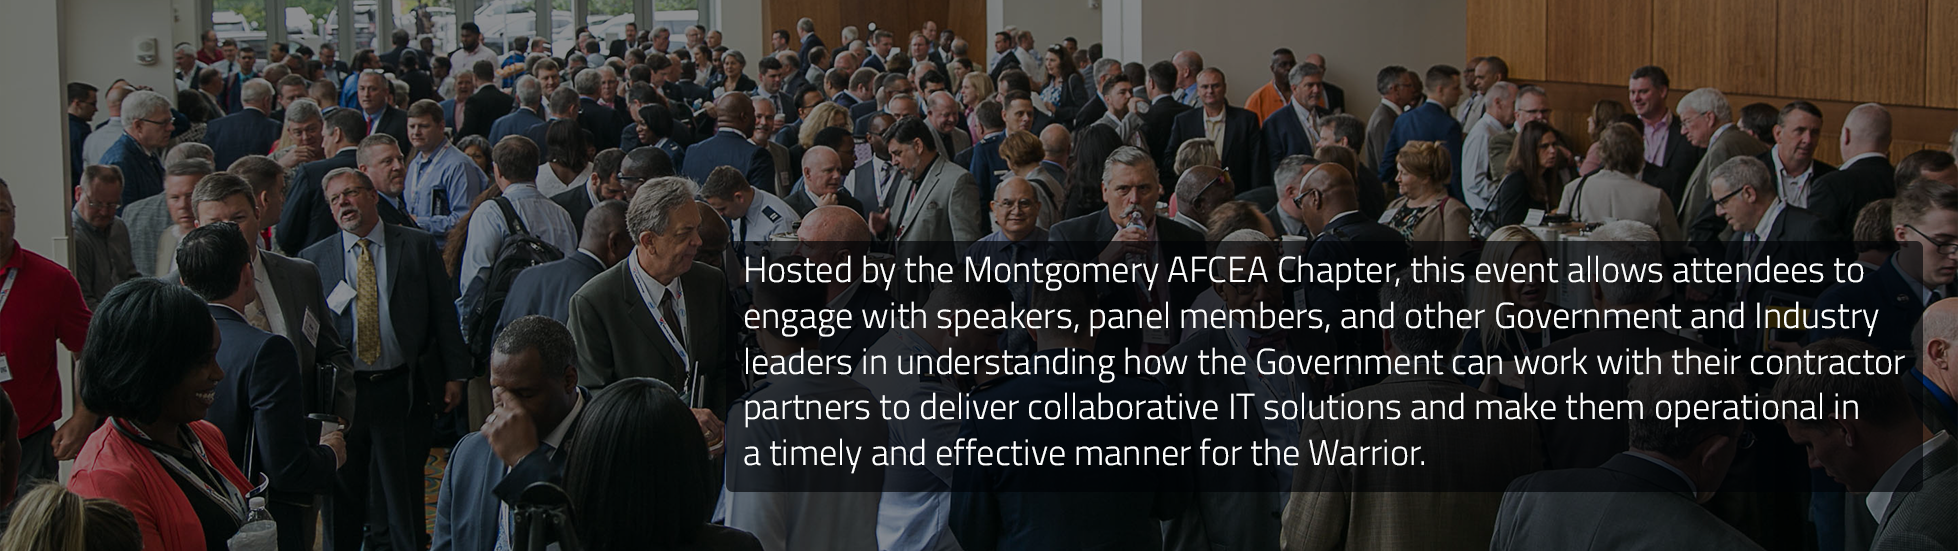 Hosted by the Montgomery AFCEA Chapter, this event allows attendees to
engage with speakers, panel members, and other Government and Industry
leaders in understanding how the Government can work with their contractor
partners to deliver collaborative IT solutions and make them operational in
a timely and effective manner for the Warrior.